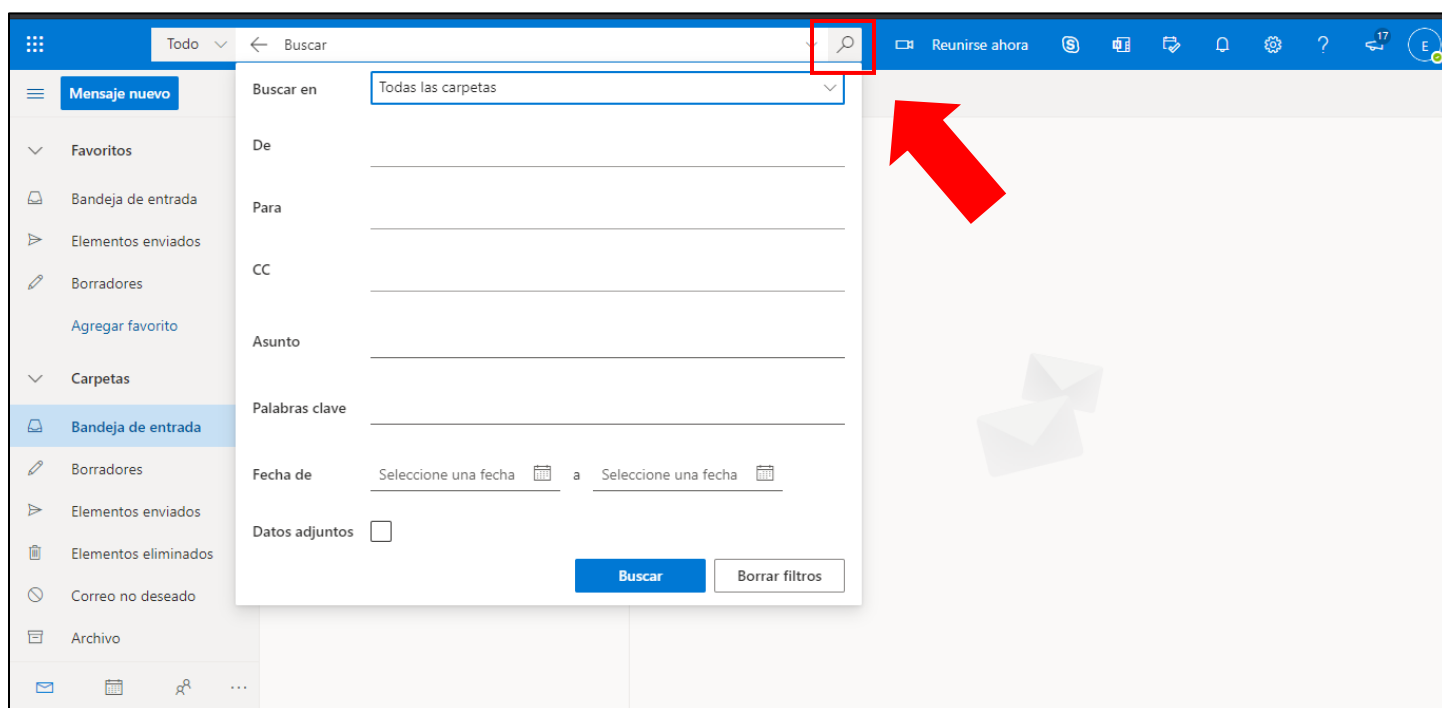 Todo
Buscar
Reunirse ahora
17
E
Mensaje nuevo
Favoritos
Bandeja de entrada
Elementos enviados
Borradores
Agregar favorito
Carpetas
Bandeja de entrada
Borradores
Elementos enviados
Elementos eliminados
Correo no deseado
Archivo
Buscar en
Todas las carpetas
De
Para
CC
Asunto
Palabras clave
Fecha de
Seleccione una fecha a Seleccione una fecha
Datos adjuntos
Buscar
Borrar filtros